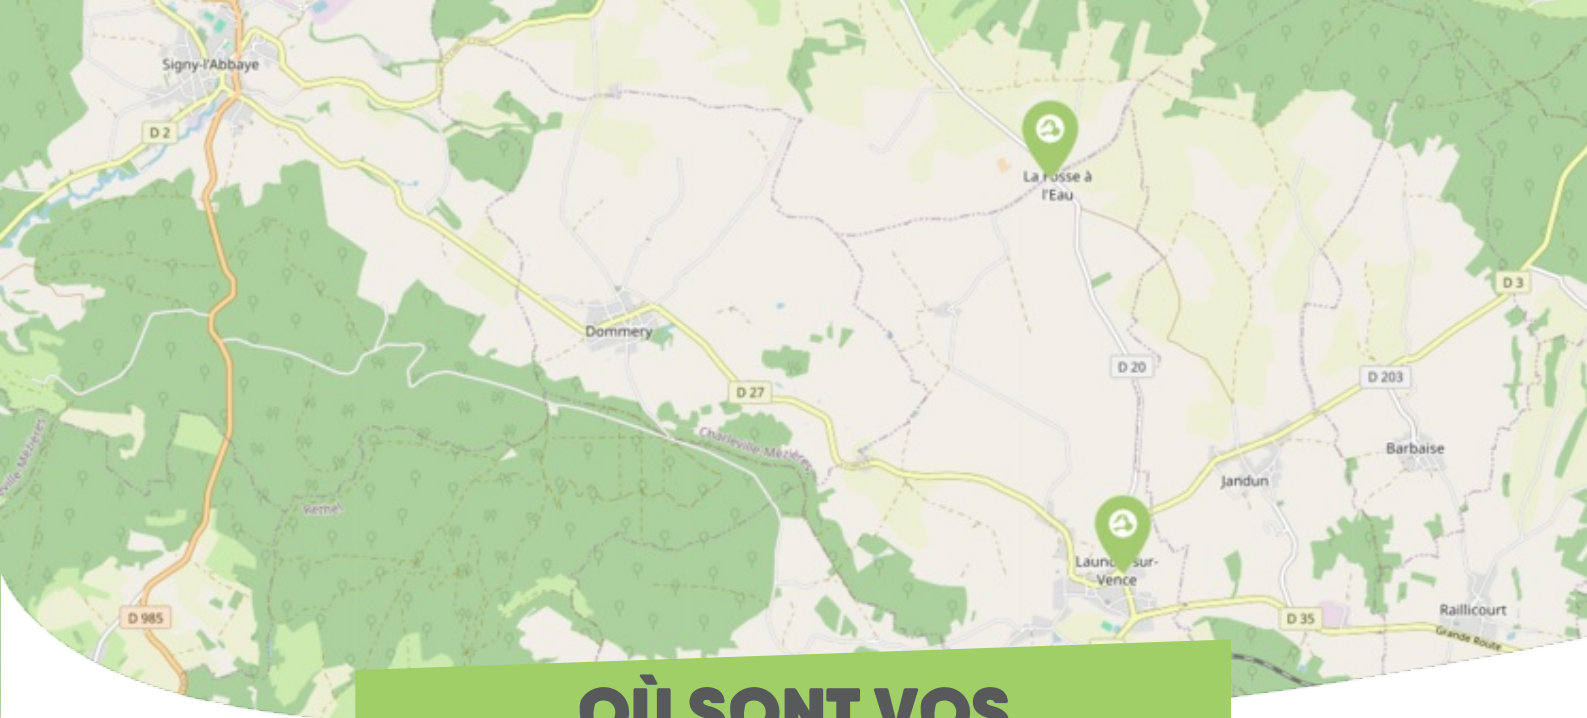 Signy-l'Abbaye
D 2
La Fosse à
l'Eau
D 3
Dommery
D 20
D 27
D 203
Charleville-Mézières
Barbaise
Jandun
Rethel
sur-
Vence
D 985
D 35
Raillicourt
Grande Route
OÙ SONT VOS